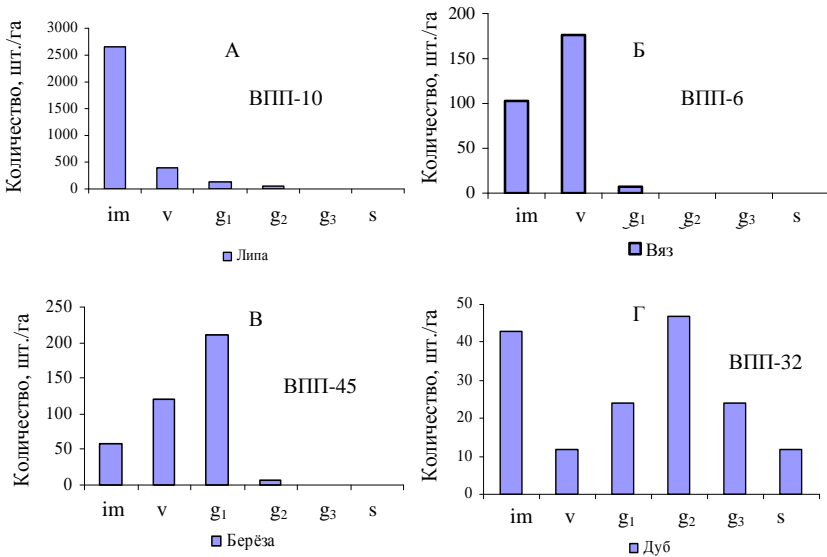 Количество, шт./га
3000
2500
2000
1500
1000
500
0
А
ВПП-10
im v g₁ g₂ g₃ s
Липа
Количество, шт./га
200
150
100
50
0
Б
ВПП-6
im v g₁ g₂ g₃ s
Вяз
Количество, шт./га
250
200
150
100
50
0
В
ВПП-45
im v g₁ g₂ g₃ s
Берёза
Количество, шт./га
50
40
30
20
10
0
Г
ВПП-32
im v g₁ g₂ g₃ s
Дуб